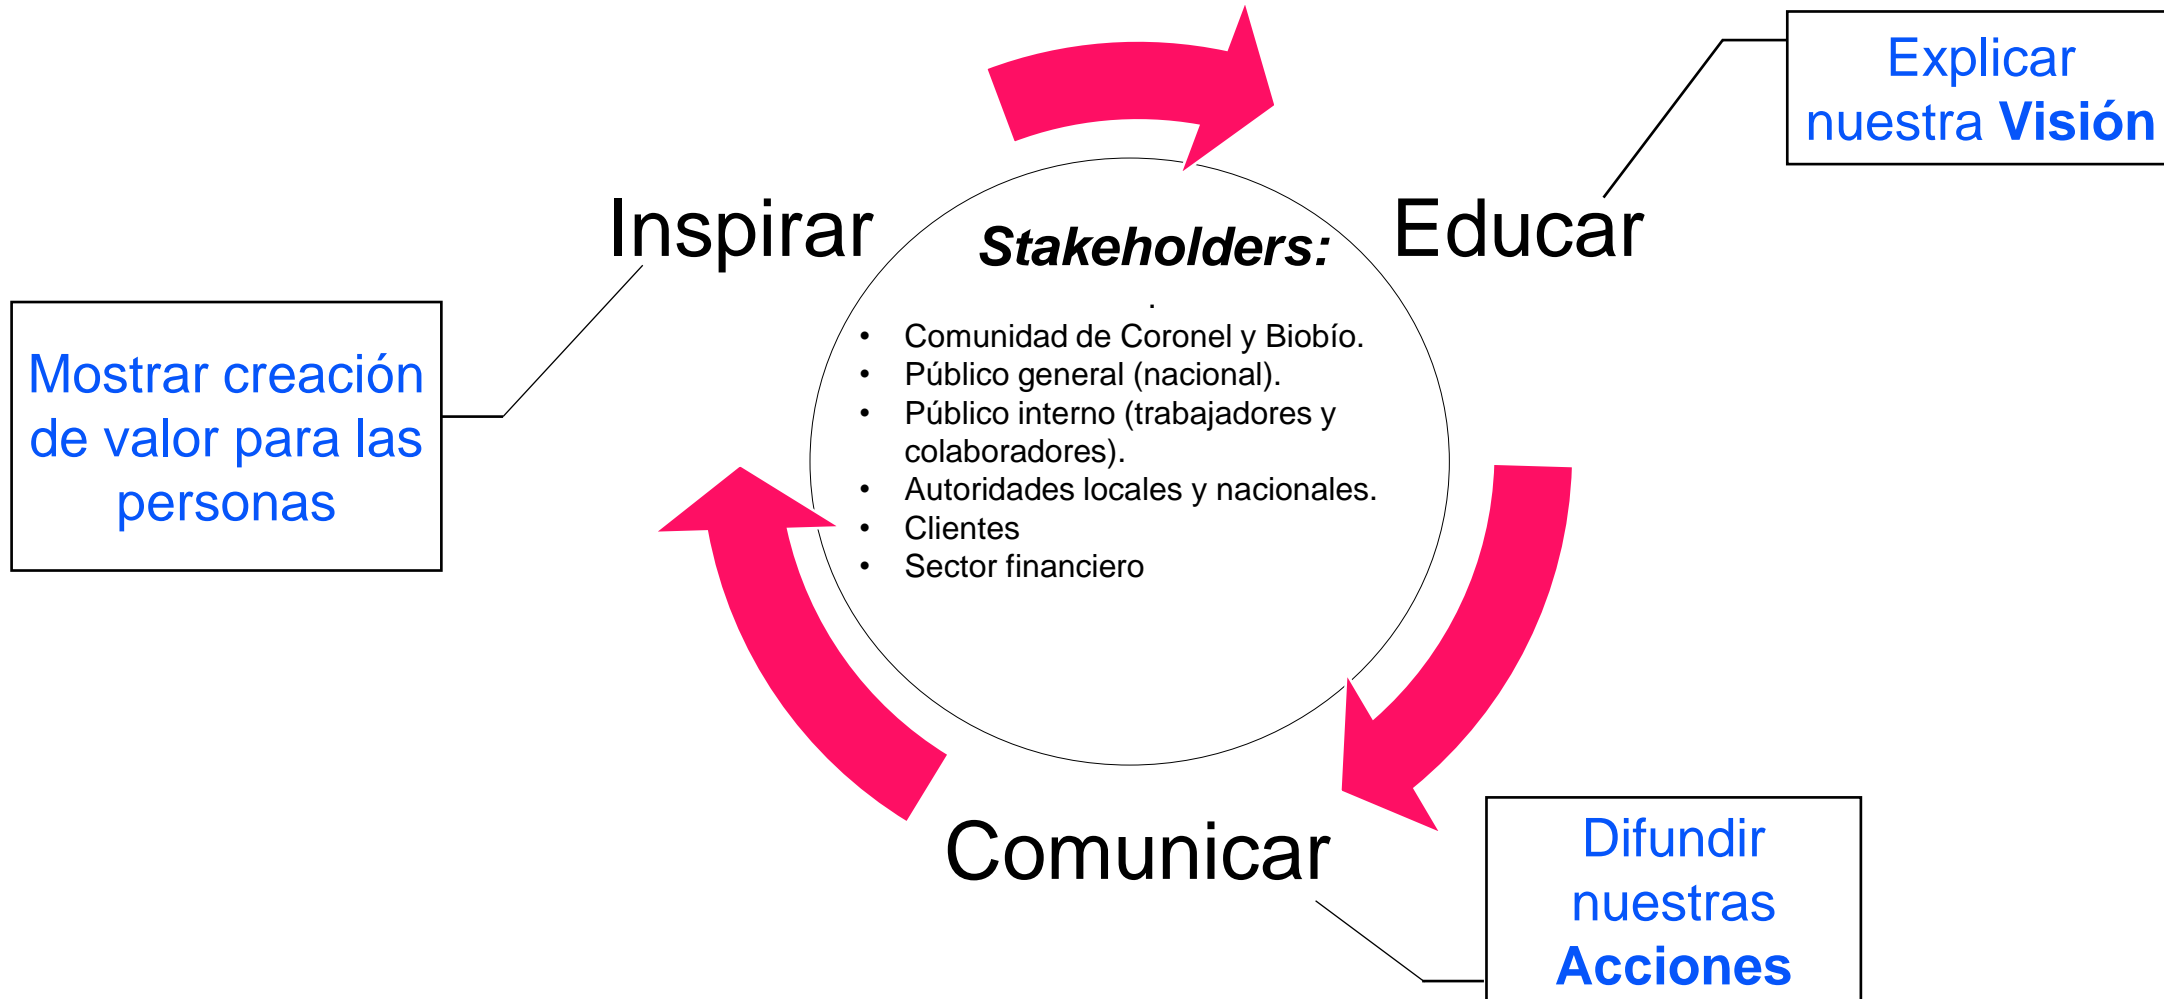 Explicar
nuestra Visión
Inspirar
Educar
Stakeholders:
.
• Comunidad de Coronel y Biobío.
• Público general (nacional).
• Público interno (trabajadores y
colaboradores).
• Autoridades locales y nacionales.
• Clientes
• Sector financiero
Mostrar creación
de valor para las
personas
Comunicar
Difundir
nuestras
Acciones